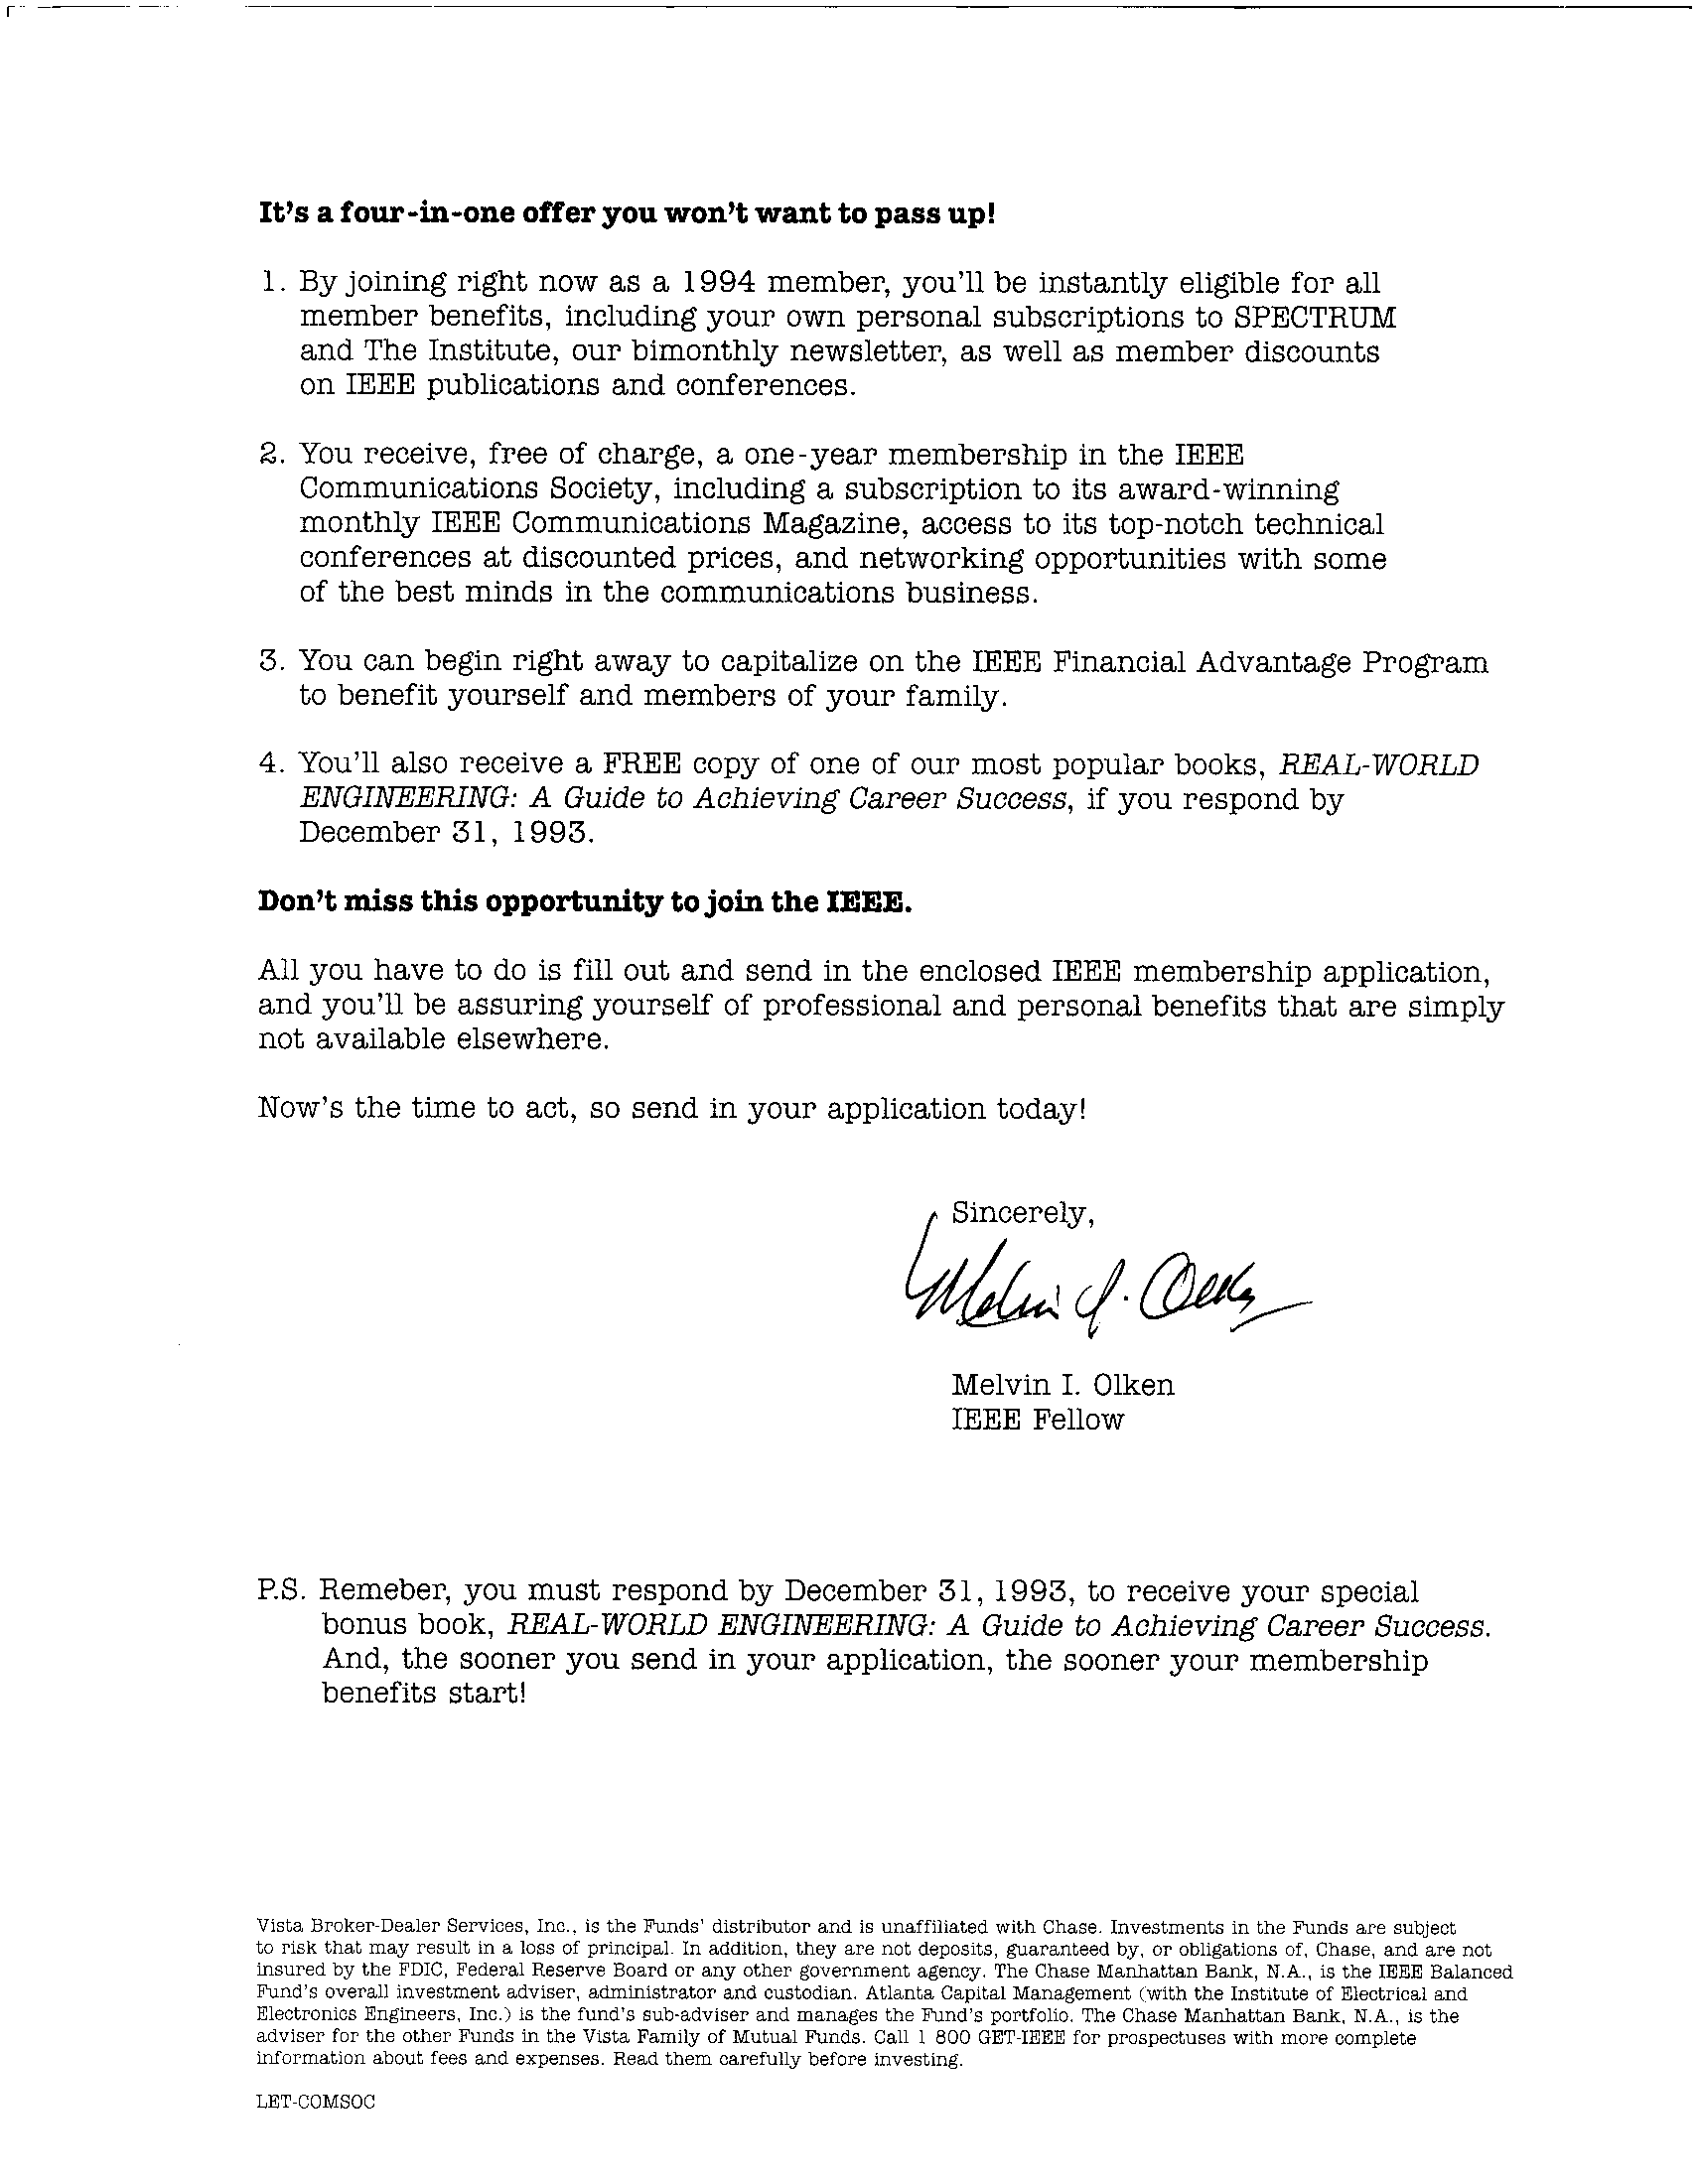 It's a four-in-one offer you won't want to pass up!
1. By joining right now as a 1994 member, you'll be instantly eligible for all
member benefits, including your own personal subscriptions to SPECTRUM
and The Institute, our bimonthly newsletter, as well as member discounts
on IEEE publications and conferences.
2. You receive, free of charge, a one-year membership in the IEEE
Communications Society, including a subscription to its award-winning
monthly IEEE Communications Magazine, access to its top-notch technical
conferences at discounted prices, and networking opportunities with some
of the best minds in the communications business.
3. You can begin right away to capitalize on the IEEE Financial Advantage Program
to benefit yourself and members of your family.
4. You'll also receive a FREE copy of one of our most popular books, REAL-WORLD
ENGINEERING: A Guide to Achieving Career Success, if you respond by
December 31, 1993.
Don't miss this opportunity to join the IEEE.
All you have to do is fill out and send in the enclosed IEEE membership application,
and you'll be assuring yourself of professional and personal benefits that are simply
not available elsewhere.
Now's the time to act, so send in your application today!
Sincerely,
Melvin I. Olken
Melvin I. Olken
IEEE Fellow
P.S. Remeber, you must respond by December 31, 1993, to receive your special
bonus book, REAL-WORLD ENGINEERING: A Guide to Achieving Career Success.
And, the sooner you send in your application, the sooner your membership
benefits start!
Vista Broker-Dealer Services, Inc., is the Funds' distributor and is unaffiliated with Chase. Investments in the Funds are subject
to risk that may result in a loss of principal. In addition, they are not deposits, guaranteed by, or obligations of, Chase, and are not
insured by the FDIC, Federal Reserve Board or any other government agency. The Chase Manhattan Bank, N.A., is the IEEE Balanced
Fund's overall investment adviser, administrator and custodian. Atlanta Capital Management (with the Institute of Electrical and
Electronics Engineers, Inc.) is the fund's sub-adviser and manages the Fund's portfolio. The Chase Manhattan Bank, N.A., is the
adviser for the other Funds in the Vista Family of Mutual Funds. Call 1 800 GET-IEEE for prospectuses with more complete
information about fees and expenses. Read them carefully before investing.
LET-COMSOC